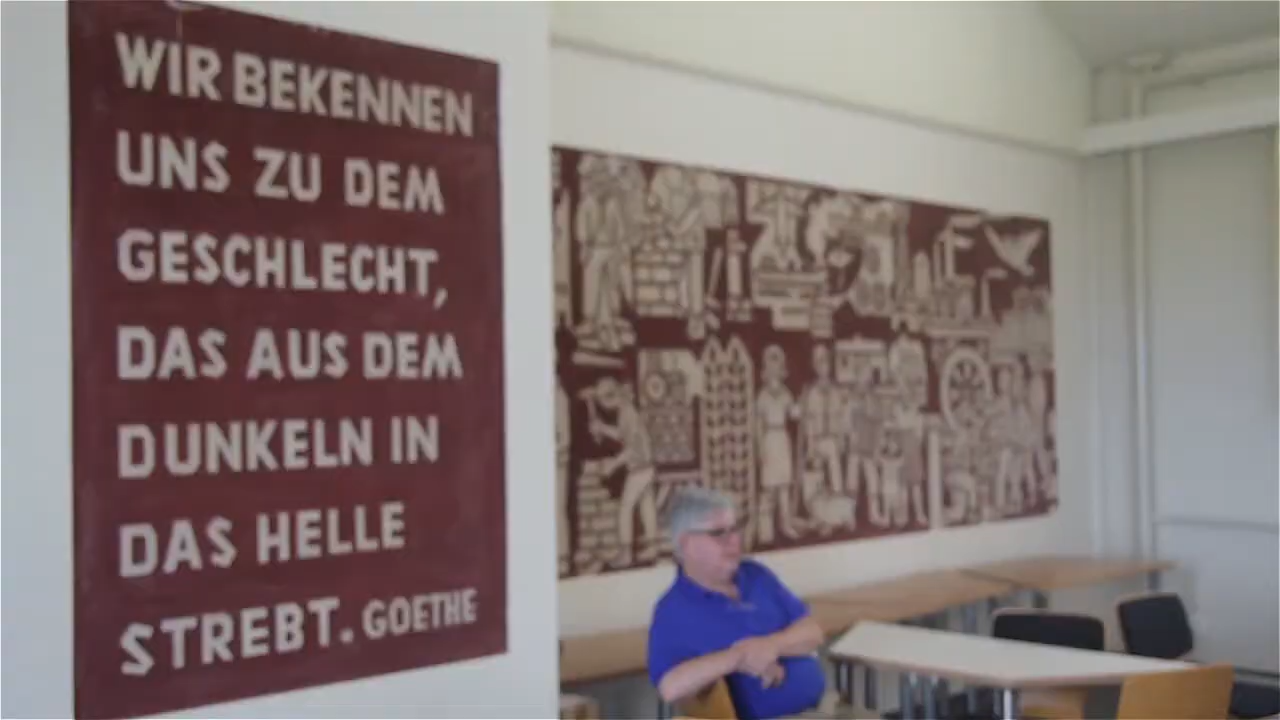 WIR BEKENNEN
UNS ZU DEM
GESCHLECHT,
DAS AUS DEM
DUNKELN IN
DAS HELLE
STREBT. GOETHE